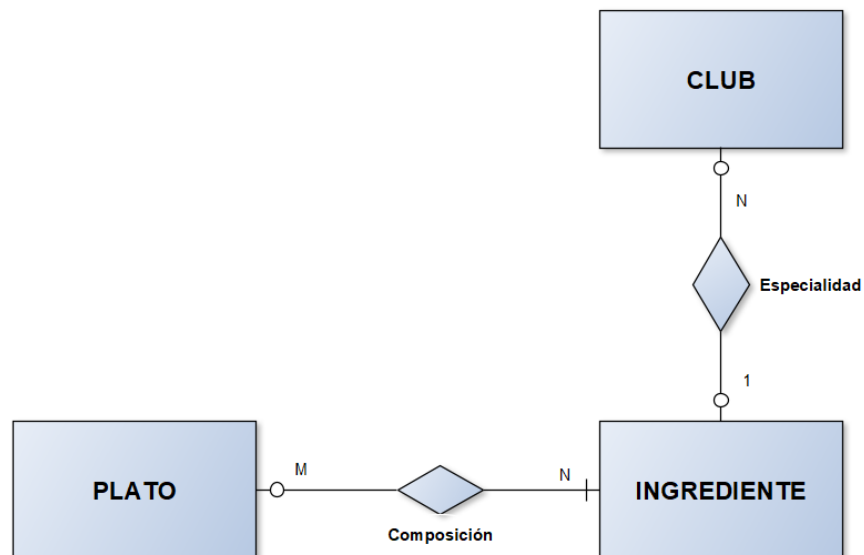 CLUB
N
Especialidad
1
PLATO
M
Composición
N
INGREDIENTE